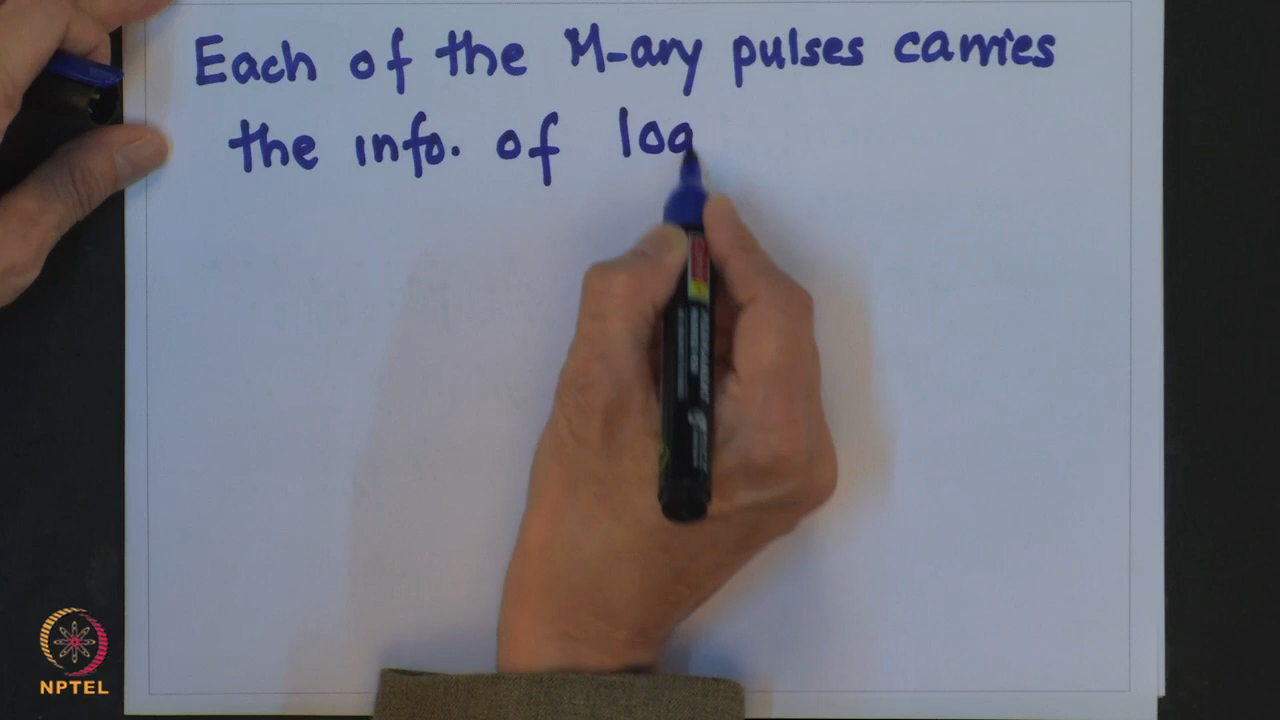 Each of the M-ary pulses carries
the info. of log
NPTEL